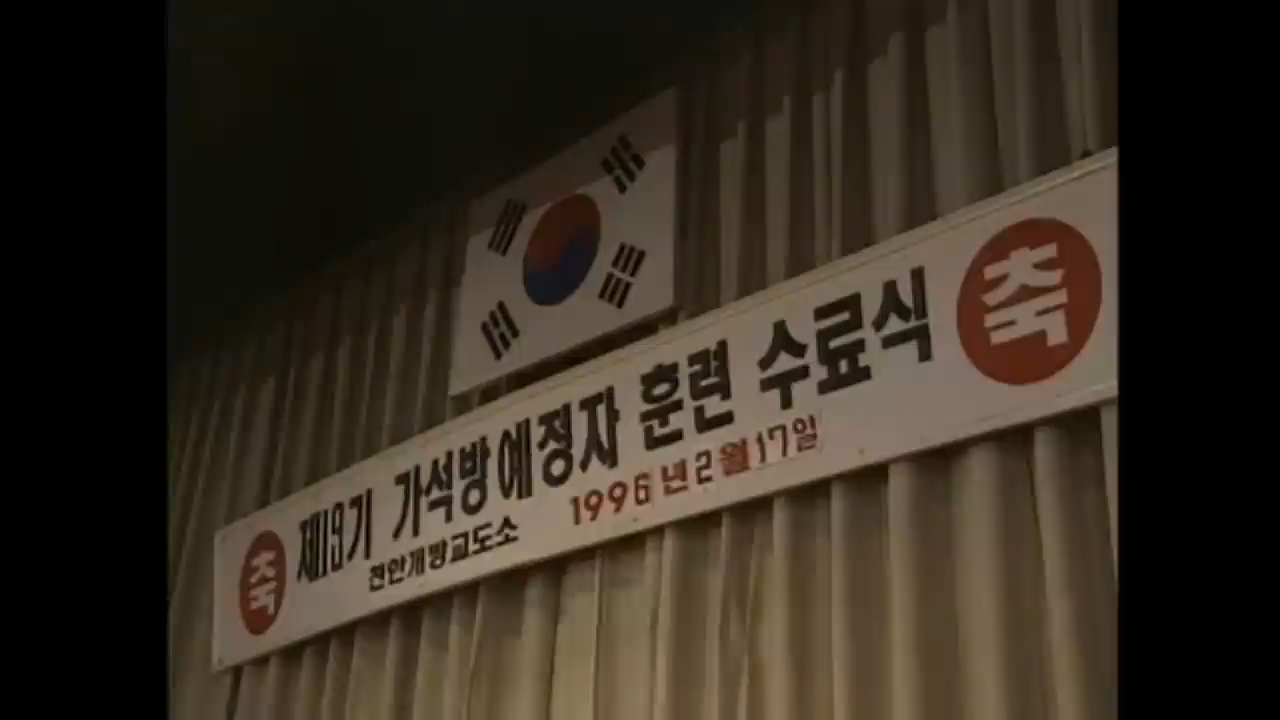 축 제19기 가석방예정자 훈련 수료식 축
천안개방교도소 1996년 2월 17일